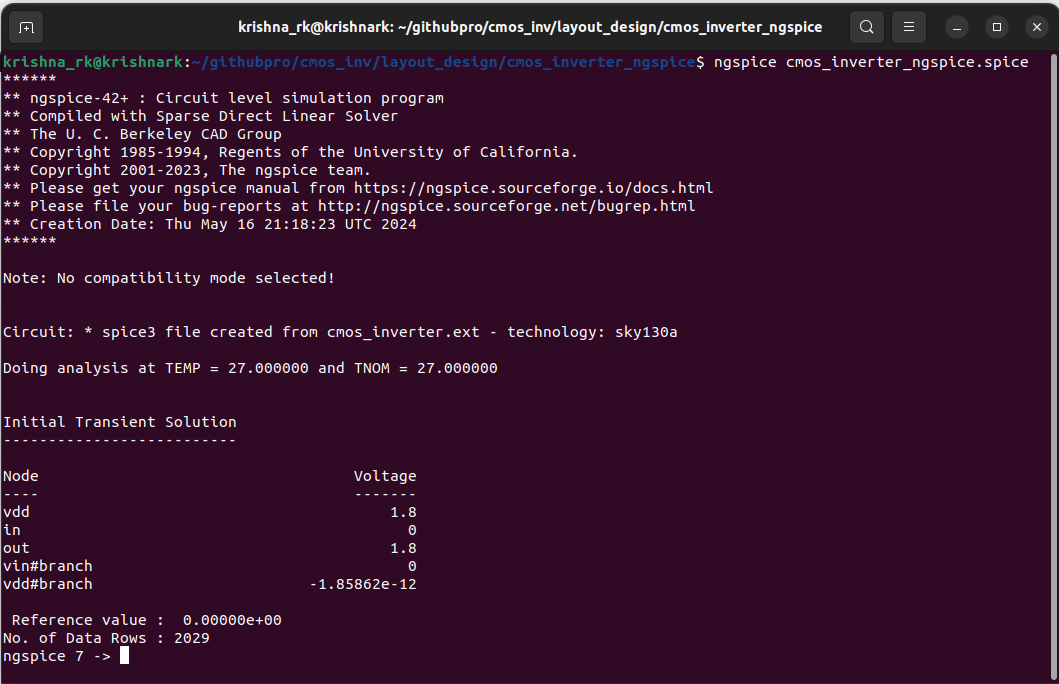 krishna_rk@krishnark: ~/githubpro/cmos_inv/layout_design/cmos_inverter_ngspice
krishna_rk@krishnark:~/githubpro/cmos_inv/layout_design/cmos_inverter_ngspice$ ngspice cmos_inverter_ngspice.spice
******
** ngspice-42+ : Circuit level simulation program
** Compiled with Sparse Direct Linear Solver
** The U. C. Berkeley CAD Group
** Copyright 1985-1994, Regents of the University of California.
** Copyright 2001-2023, The ngspice team.
** Please get your ngspice manual from https://ngspice.sourceforge.io/docs.html
** Please file your bug-reports at http://ngspice.sourceforge.net/bugrep.html
** Creation Date: Thu May 16 21:18:23 UTC 2024
******
Note: No compatibility mode selected!
Circuit: * spice3 file created from cmos_inverter.ext - technology: sky130a
Doing analysis at TEMP = 27.000000 and TNOM = 27.000000
Initial Transient Solution
--------------------------
Node                                   Voltage
----                                   -------
vdd                                        1.8
in                                           0
out                                        1.8
vin#branch                                   0
vdd#branch                        -1.85862e-12
 Reference value :  0.00000e+00
No. of Data Rows : 2029
ngspice 7 ->